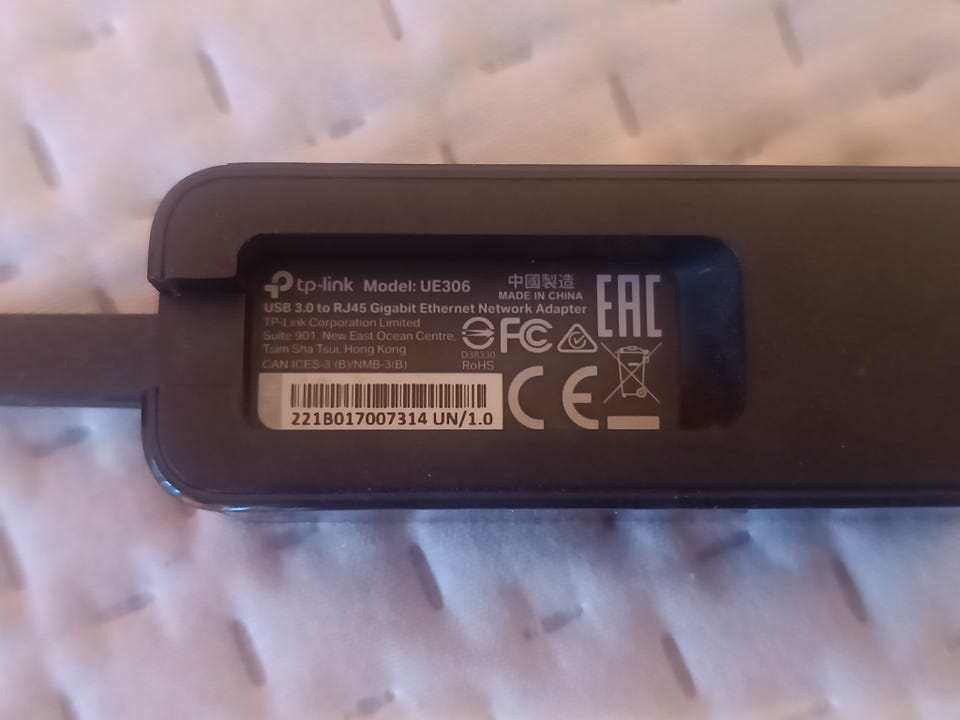 tp-link Model: UE306
中國製造
MADE IN CHINA
EAC
USB 3.0 to RJ45 Gigabit Ethernet Network Adapter
TP-Link Corporation Limited
Suite 901, New East Ocean Centre,
Tsim Sha Tsui, Hong Kong
CAN ICES-3 (B)/NMB-3(B)
D38330
RoHS
FC
CE
221B017007314 UN/1.0